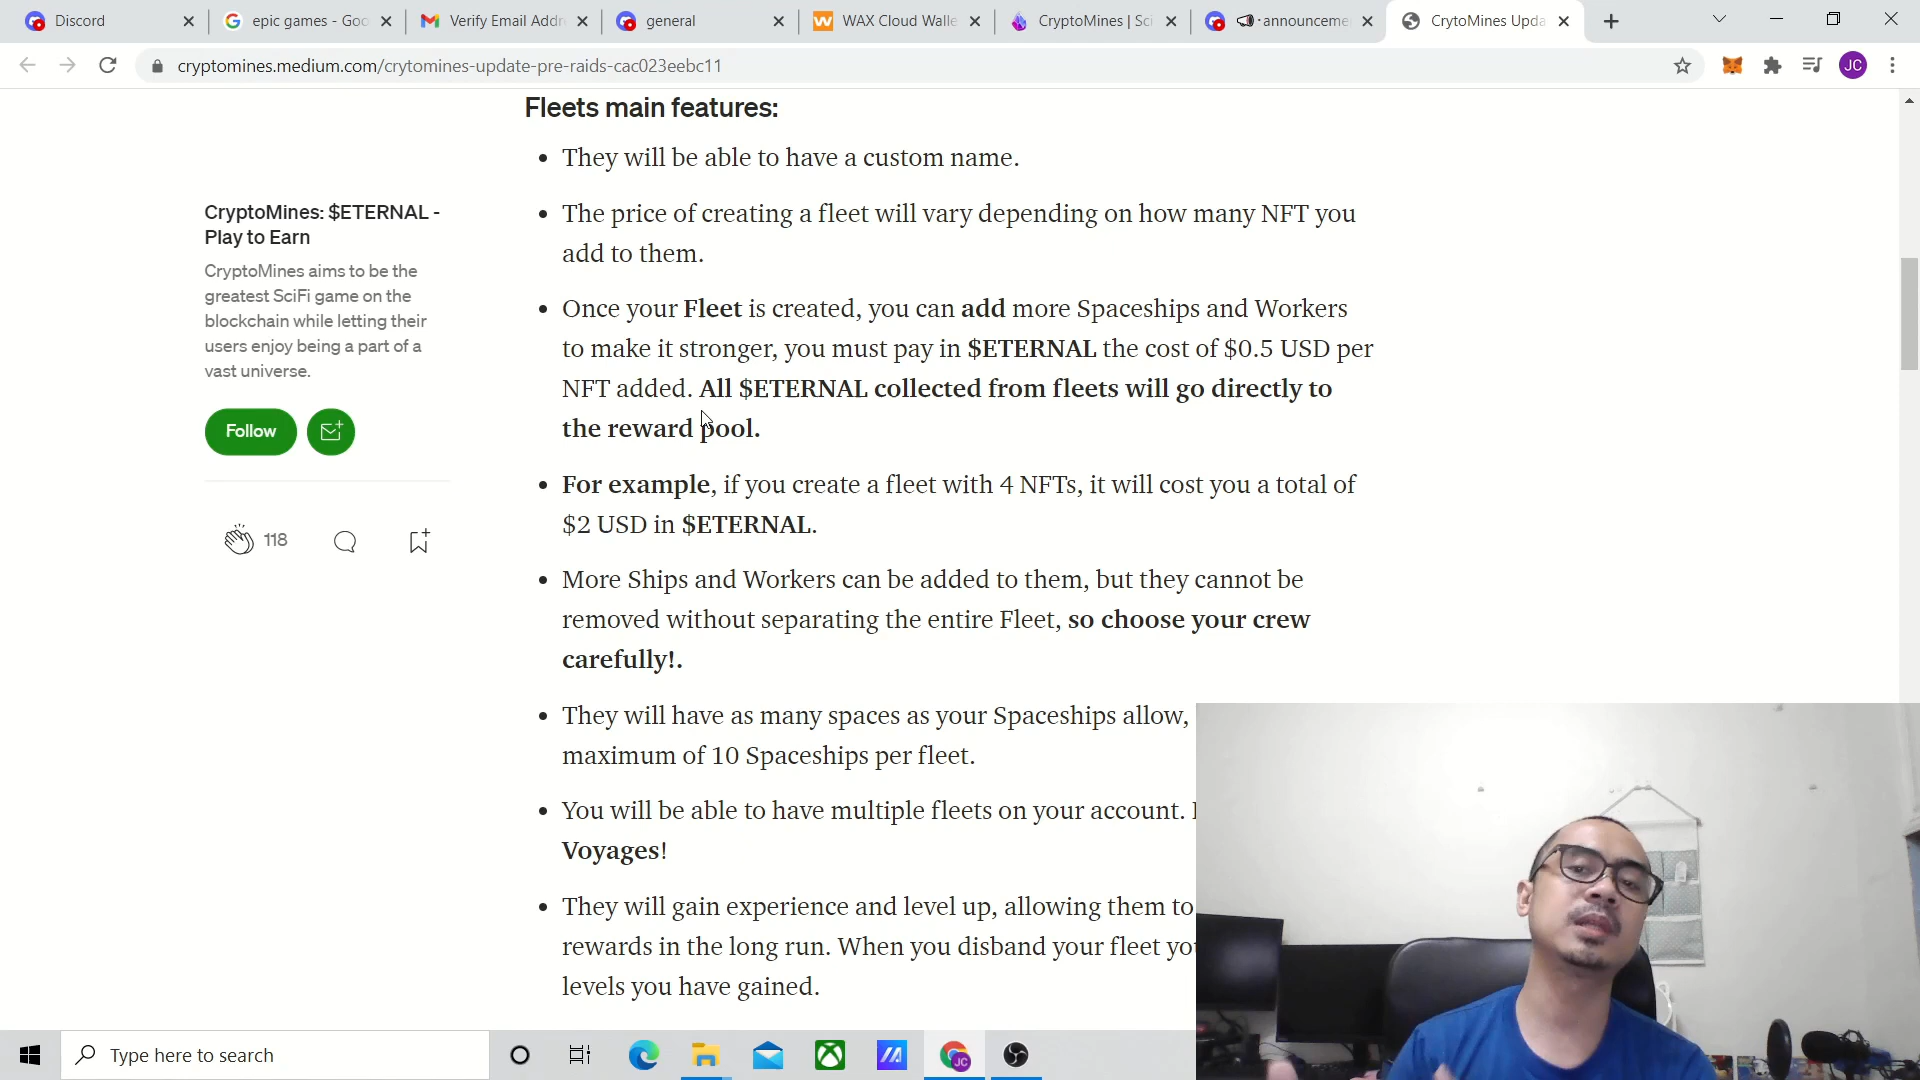 Discord
epic games - Goo
Verify Email Addr
general
WAX Cloud Walle
CryptoMines | Sci
announceme
CrytoMines Upda
cryptomines.medium.com/crytomines-update-pre-raids-cac023eebc11
JC
Fleets main features:
• They will be able to have a custom name.
• The price of creating a fleet will vary depending on how many NFT you
add to them.
• Once your Fleet is created, you can add more Spaceships and Workers
to make it stronger, you must pay in $ETERNAL the cost of $0.5 USD per
NFT added. All $ETERNAL collected from fleets will go directly to
the reward pool.
• For example, if you create a fleet with 4 NFTs, it will cost you a total of
$2 USD in $ETERNAL.
• More Ships and Workers can be added to them, but they cannot be
removed without separating the entire Fleet, so choose your crew
carefully!.
• They will have as many spaces as your Spaceships allow,
maximum of 10 Spaceships per fleet.
• You will be able to have multiple fleets on your account.
Voyages!
• They will gain experience and level up, allowing them to
rewards in the long run. When you disband your fleet yo
levels you have gained.
CryptoMines: $ETERNAL -
Play to Earn
CryptoMines aims to be the
greatest SciFi game on the
blockchain while letting their
users enjoy being a part of a
vast universe.
Follow
118
Type here to search
JC